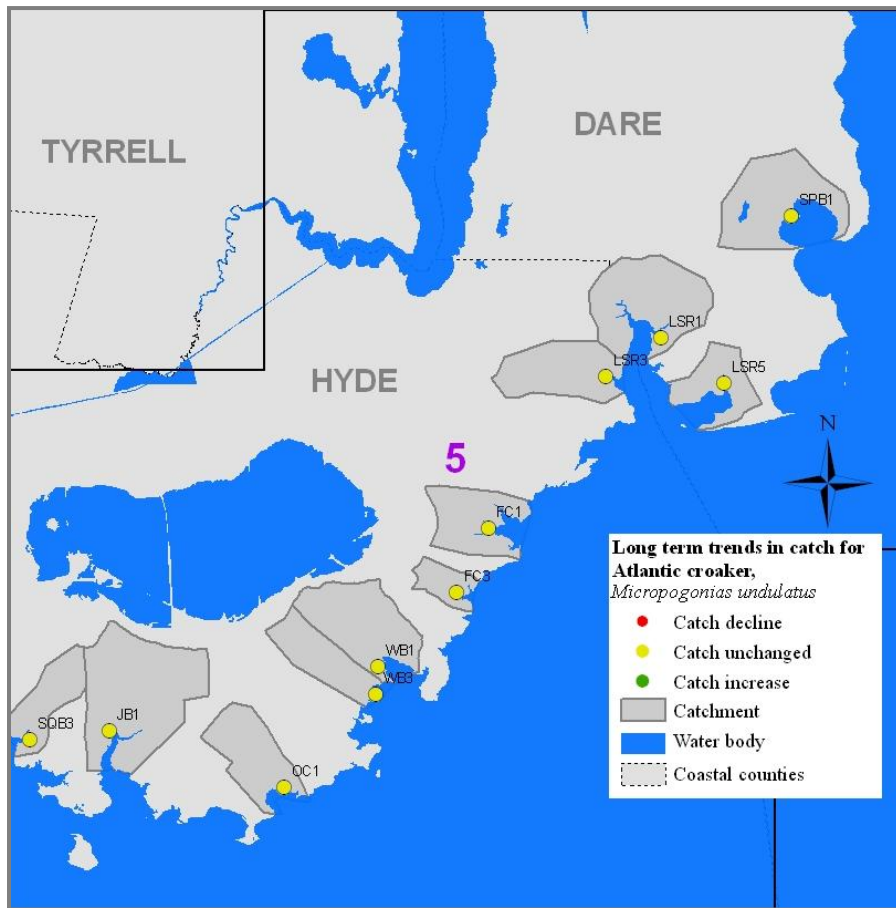 TYRRELL
DARE
SPB1
LSR1
LSR3
LSR5
HYDE
N
5
FC1
FC3
WB1
WB3
SQB3
JB1
OC1
Long term trends in catch for
Atlantic croaker,
Micropogonias undulatus
Catch decline
Catch unchanged
Catch increase
Catchment
Water body
Coastal counties